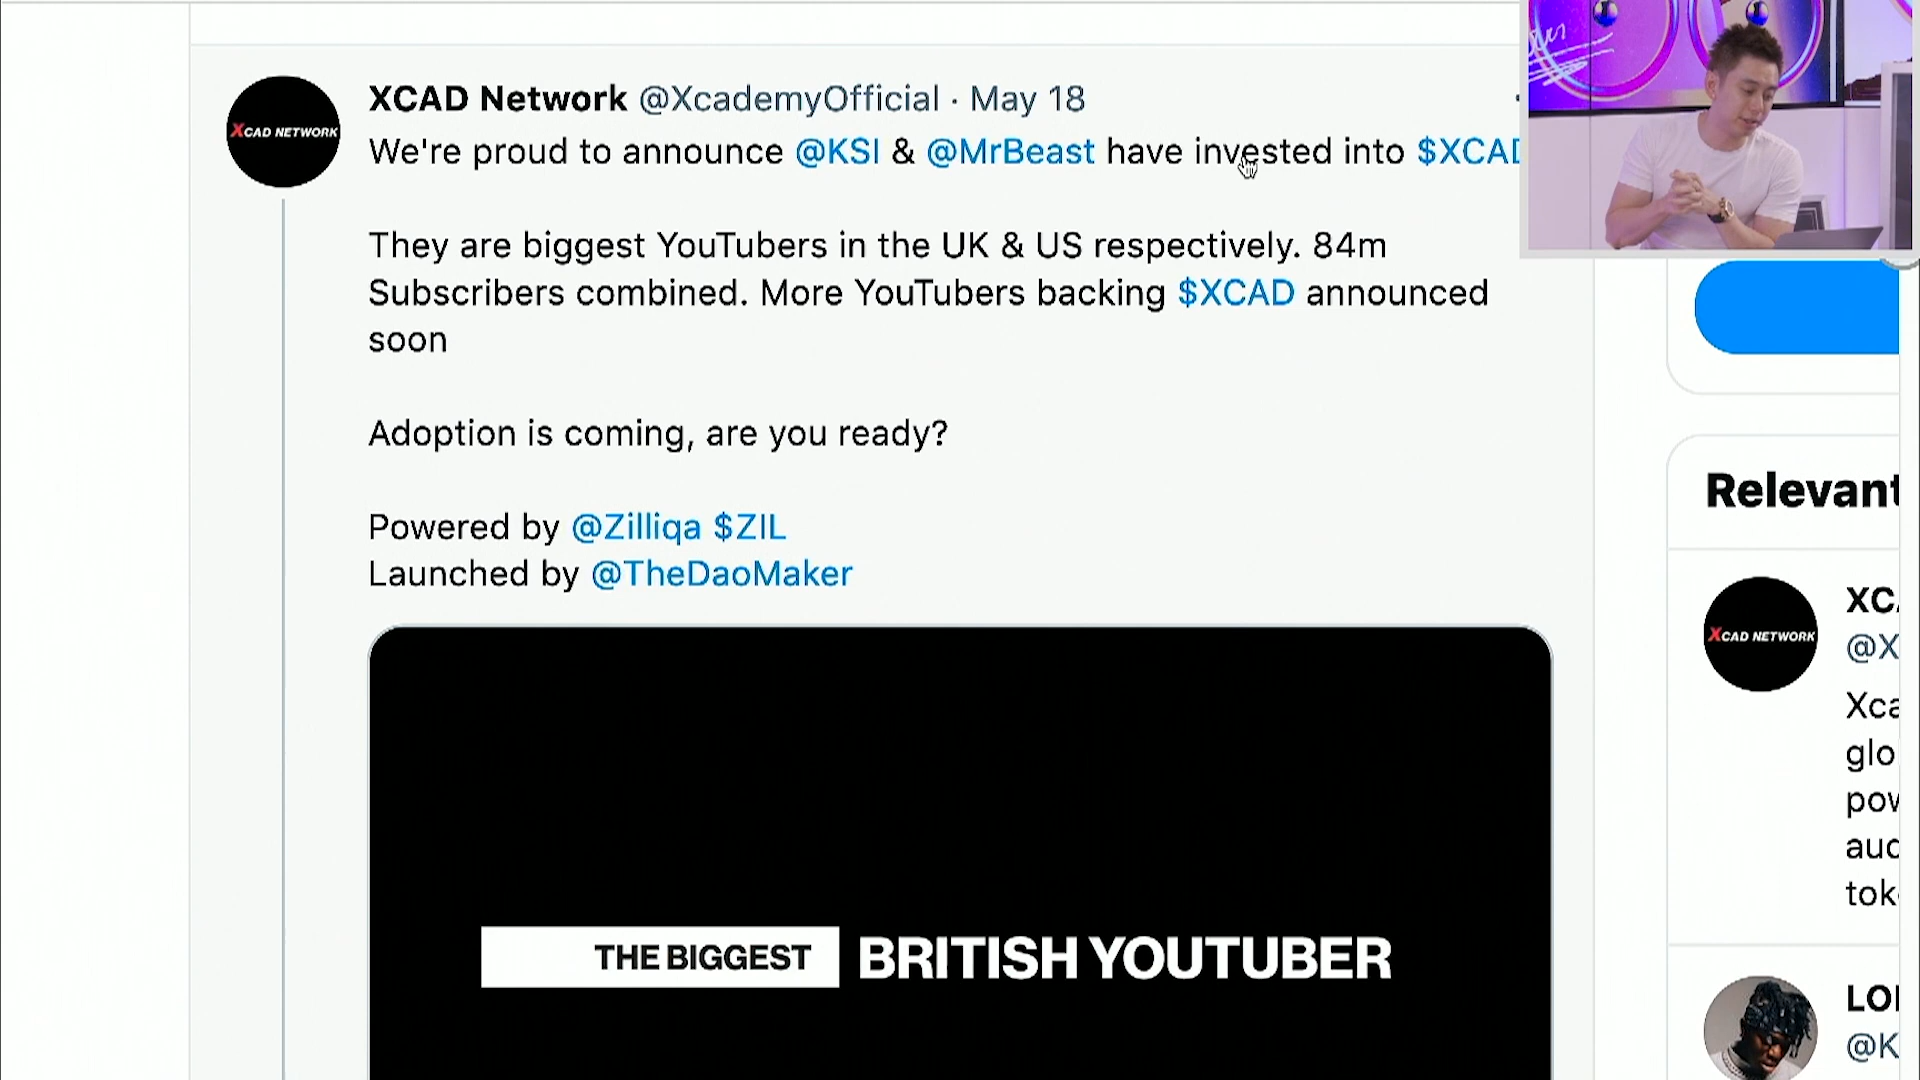 XCAD Network @XcademyOfficial · May 18
XCAD NETWORK
We're proud to announce @KSI & @MrBeast have invested into $XCAD
They are biggest YouTubers in the UK & US respectively. 84m
Subscribers combined. More YouTubers backing $XCAD announced
soon
Adoption is coming, are you ready?
Powered by @Zilliqa $ZIL
Launched by @TheDaoMaker
THE BIGGEST BRITISH YOUTUBER
Relevant
XCAD NETWORK
XCA
@X
Xca
glo
pow
aud
tok
LO
@K